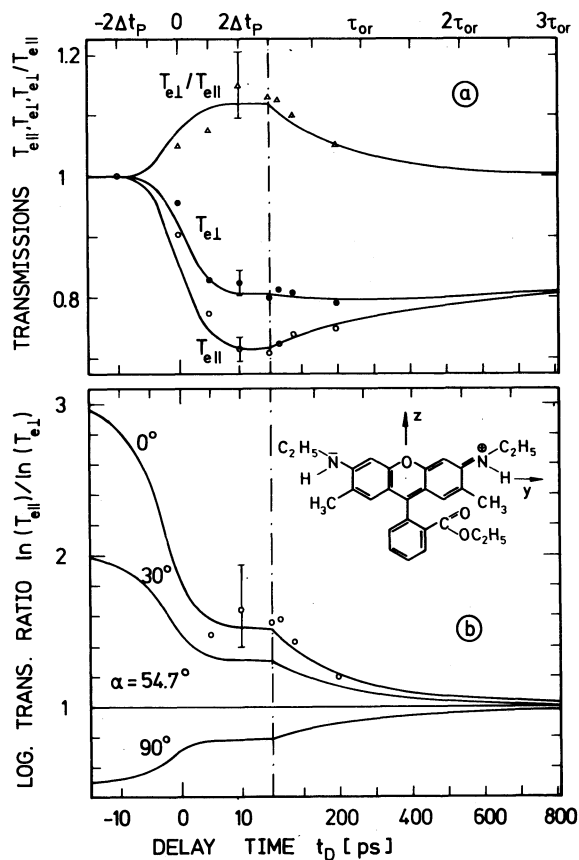 -2Δt_P 0 2Δt_P τ_or 2τ_or 3τ_or
TRANSMISSIONS T_e∥,T_e⊥,T_e⊥/T_e∥
T_e⊥/T_e∥
ⓐ
1.2
1
0.8
T_e⊥
T_e∥
LOG. TRANS. RATIO ln(T_e∥)/ln(T_e⊥)
3
2
1
0°
30°
α=54.7°
90°
z
C₂H₅
N̄
H
O
⊕
N
C₂H₅
H
y
H₃C
CH₃
C
O
OC₂H₅
ⓑ
-10 0 10 200 400 600 800
DELAY TIME t_D [ps]